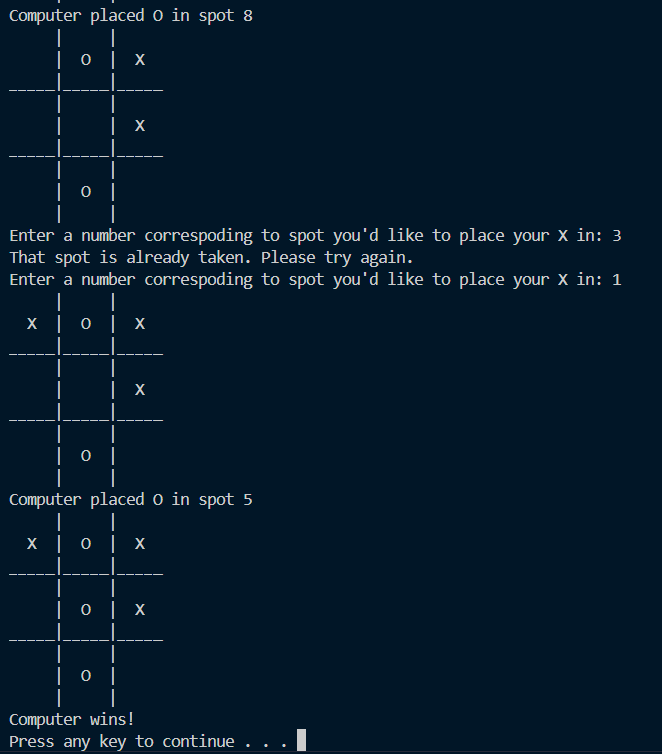 Computer placed O in spot 8
     |     |
     |  O  |  X
_____|_____|_____
     |     |
     |     |  X
_____|_____|_____
     |     |
     |  O  |
     |     |
Enter a number correspoding to spot you'd like to place your X in: 3
That spot is already taken. Please try again.
Enter a number correspoding to spot you'd like to place your X in: 1
     |     |
  X  |  O  |  X
_____|_____|_____
     |     |
     |     |  X
_____|_____|_____
     |     |
     |  O  |
     |     |
Computer placed O in spot 5
     |     |
  X  |  O  |  X
_____|_____|_____
     |     |
     |  O  |  X
_____|_____|_____
     |     |
     |  O  |
     |     |
Computer wins!
Press any key to continue . . .